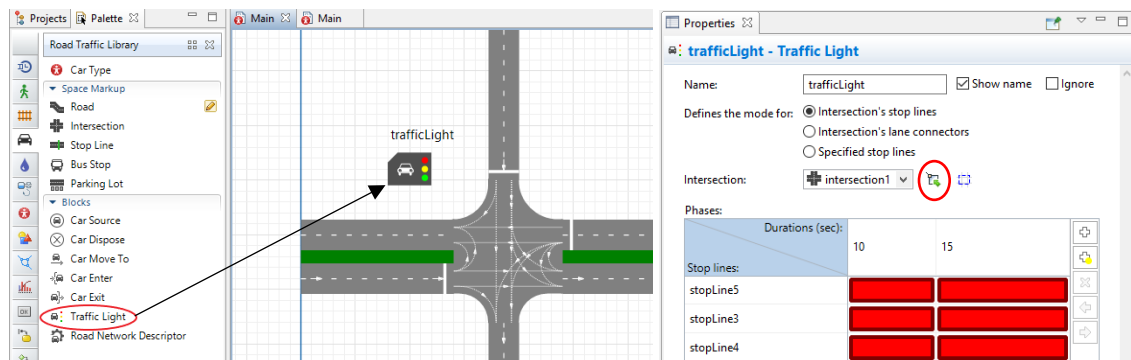 Projects Palette
Road Traffic Library
Car Type
Space Markup
Road
Intersection
Stop Line
Bus Stop
Parking Lot
Blocks
Car Source
Car Dispose
Car Move To
Car Enter
Car Exit
Traffic Light
Road Network Descriptor
Main Main
trafficLight
Properties
trafficLight - Traffic Light
Name: trafficLight Show name Ignore
Defines the mode for: Intersection's stop lines
Intersection's lane connectors
Specified stop lines
Intersection: intersection1
Phases:
Durations (sec):
10 15
Stop lines:
stopLine5
stopLine3
stopLine4